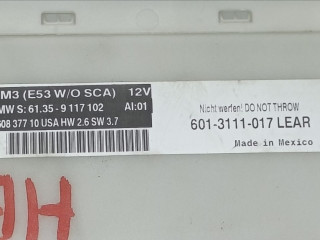 M3 (E53 W/O SCA) 12V
MW S: 61.35 - 9 117 102 AI:01
608 377 10 USA HW 2.6 SW 3.7
Nicht werfen! DO NOT THROW
601-3111-017 LEAR
Made in Mexico